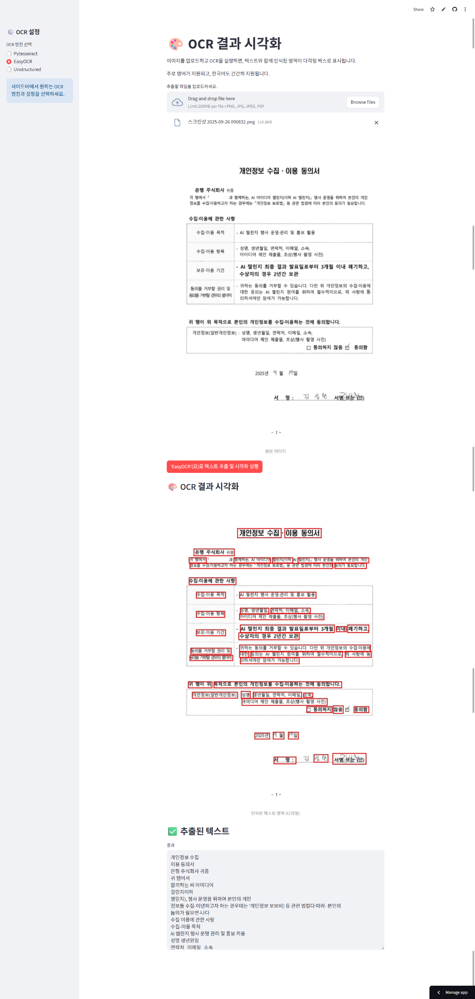 Share
OCR 설정
OCR 엔진 선택
Pytesseract
EasyOCR
Unstructured
사이드바에서 원하는 OCR
엔진과 설정을 선택하세요.
OCR 결과 시각화
이미지를 업로드하고 OCR을 실행하면, 텍스트와 함께 인식된 영역이 다각형 박스로 표시됩니다.
주로 영어가 지원되고, 한국어도 간간히 지원됩니다.
추출할 파일을 업로드하세요.
Drag and drop file here
Limit 200MB per file • PNG, JPG, JPEG, PDF
Browse files
스크린샷 2025-09-26 090832.png 119.8KB
개인정보 수집 · 이용 동의서
은행 주식회사 귀중
귀 행에서「 과 함께하는, AI 아이디어 챌린지(이하 AI 챌린지)」행사 운영을 위하여 본인의 개인
정보를 수집·이용하고자 하는 경우에는「개인정보 보호법」등 관련 법령에 따라 본인의 동의가 필요합니다.
수집·이용에 관한 사항
수집·이용 목적
- AI 챌린지 행사 운영·관리 및 홍보 활용
수집·이용 항목
- 성명, 생년월일, 연락처, 이메일, 소속,
아이디어 제안 제출물, 초상(행사 촬영 사진)
보유·이용 기간
- AI 챌린지 최종 결과 발표일로부터 3개월 이내 폐기하고,
수상자의 경우 2년간 보관
동의를 거부할 권리 및
동의를 거부할 경우의 불이익
- 귀하는 동의를 거부할 수 있습니다. 다만 위 개인정보의 수집·이용에
대한 동의는 AI 챌린지 참여를 위하여 필수적이므로, 위 사항에 동
의하셔야만 참여가 가능합니다.
귀 행이 위 목적으로 본인의 개인정보를 수집·이용하는 것에 동의합니다.
개인정보(일반개인정보) : 성명, 생년월일, 연락처, 이메일, 소속,
아이디어 제안 제출물, 초상(행사 촬영 사진)
□ 동의하지 않음 ☑ 동의함
2025년 9 월 19일
서 명 : 김 성현 서명 또는 (인)
- 1 -
원본 이미지
'EasyOCR'(으)로 텍스트 추출 및 시각화 실행
OCR 결과 시각화
개인정보 수집 · 이용 동의서
은행 주식회사 귀중
귀 행에서「 과 함께하는, AI 아이디어 챌린지(이하 AI 챌린지)」행사 운영을 위하여 본인의 개인
정보를 수집·이용하고자 하는 경우에는「개인정보 보호법」등 관련 법령에 따라 본인의 동의가 필요합니다.
수집·이용에 관한 사항
수집·이용 목적
- AI 챌린지 행사 운영·관리 및 홍보 활용
수집·이용 항목
- 성명, 생년월일, 연락처, 이메일, 소속,
아이디어 제안 제출물, 초상(행사 촬영 사진)
보유·이용 기간
- AI 챌린지 최종 결과 발표일로부터 3개월 이내 폐기하고,
수상자의 경우 2년간 보관
동의를 거부할 권리 및
동의를 거부할 경우의 불이익
- 귀하는 동의를 거부할 수 있습니다. 다만 위 개인정보의 수집·이용에
대한 동의는 AI 챌린지 참여를 위하여 필수적이므로, 위 사항에 동
의하셔야만 참여가 가능합니다.
귀 행이 위 목적으로 본인의 개인정보를 수집·이용하는 것에 동의합니다.
개인정보(일반개인정보) : 성명, 생년월일, 연락처, 이메일, 소속,
아이디어 제안 제출물, 초상(행사 촬영 사진)
□ 동의하지 않음 ☑ 동의함
2025년 9 월 19일
서 명 : 김 성현 서명 또는 (인)
- 1 -
인식된 텍스트 영역 (다각형)
추출된 텍스트
결과
개인정보 수집
이용 동의서
은형 주식회사 귀중
귀 햄어서
함끼하는 씨 아미디어
걸런지이하
챔믿지), 챔사 운영올 위하여 본인의 개민
점보들 수집-이념하고자 하는 경우데는 '개민정보 보보비) 등 관련 법럽다 따라- 본인의
눕의가 필요면-나다
수집 이용에 관한 사랑
수집-이용 목척
AI 챔린지 행사 운명 관리 및 홍보 끼용
성명 생년원일
연락처 이메일 소속
Manage app